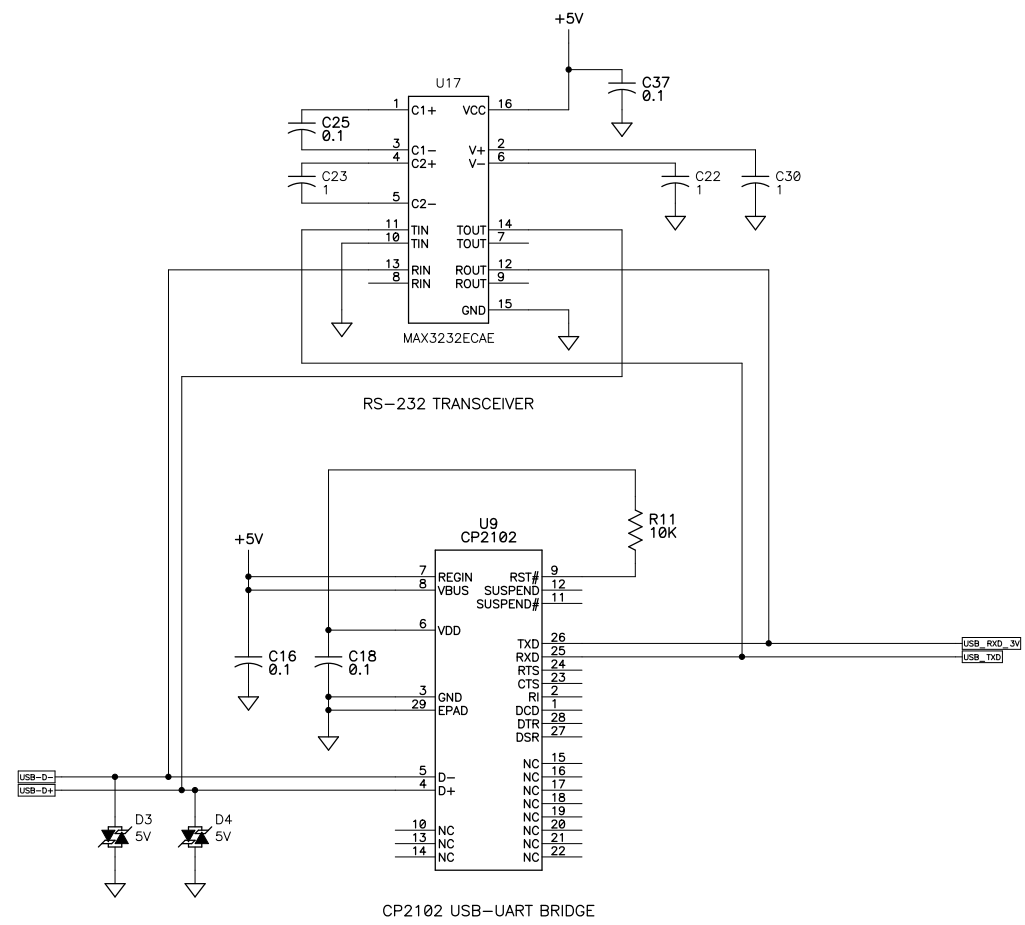 +5V
U17
C37
0.1
1 C1+ VCC 16
C25
0.1
3 C1- V+ 2
4 C2+ V- 6
C23
1
C22
1
C30
1
5 C2-
11 TIN TOUT 14
10 TIN TOUT 7
13 RIN ROUT 12
8 RIN ROUT 9
GND 15
MAX3232ECAE
RS-232 TRANSCEIVER
U9
CP2102
R11
10K
+5V
7 REGIN RST# 9
8 VBUS SUSPEND 12
SUSPEND# 11
6 VDD
TXD 26
USB_RXD_3V
RXD 25
USB_TXD
C16
0.1
C18
0.1
RTS 24
CTS 23
3 GND RI 2
29 EPAD DCD 1
DTR 28
DSR 27
NC 15
USB-D-
5 D- NC 16
USB-D+
4 D+ NC 17
NC 18
NC 19
D3
5V
D4
5V
10 NC NC 20
13 NC NC 21
14 NC NC 22
CP2102 USB-UART BRIDGE